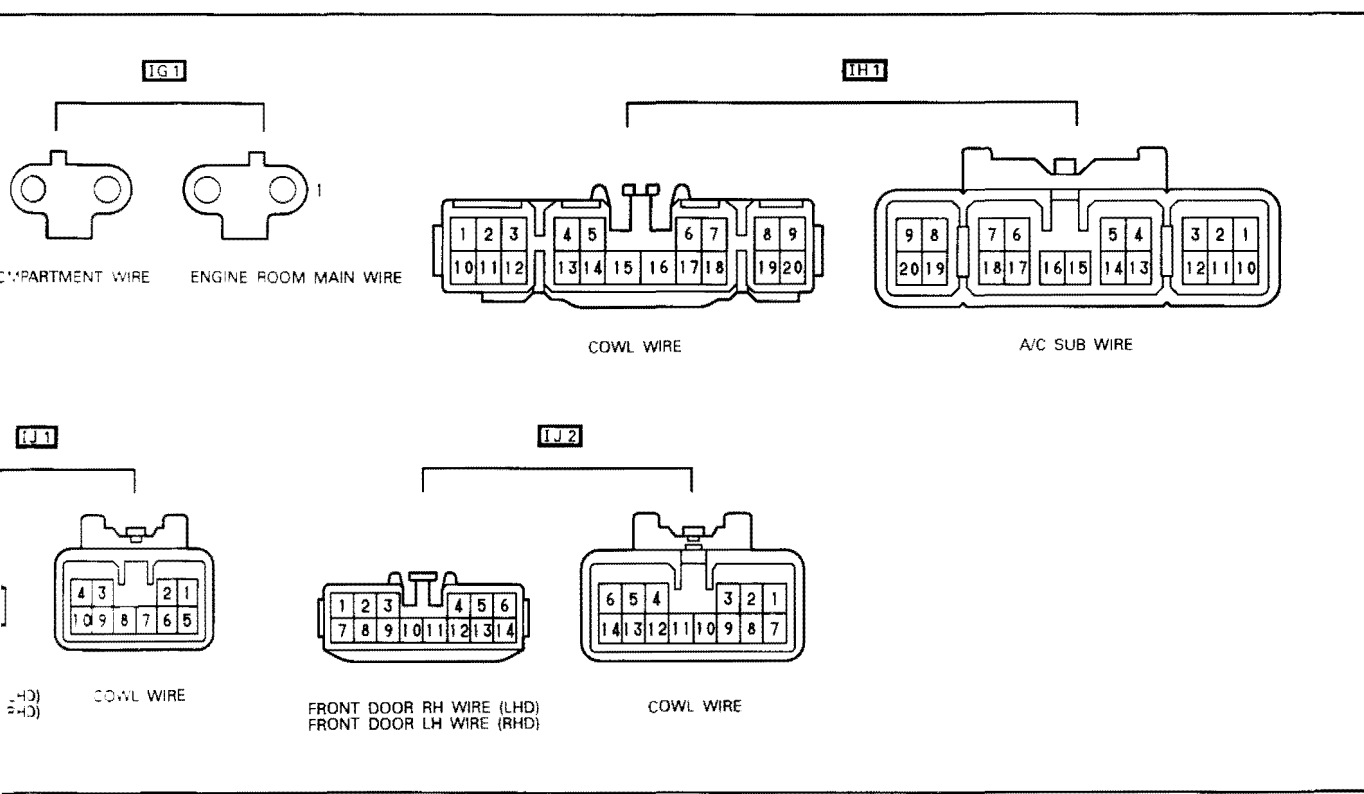 IG1
IH1
1
1 2 3 4 5 6 7 8 9
10 11 12 13 14 15 16 17 18 19 20
9 8 7 6 5 4 3 2 1
20 19 18 17 16 15 14 13 12 11 10
COMPARTMENT WIRE
ENGINE ROOM MAIN WIRE
COWL WIRE
A/C SUB WIRE
IJ1
IJ2
4 3 2 1
10 9 8 7 6 5
1 2 3 4 5 6
7 8 9 10 11 12 13 14
6 5 4 3 2 1
14 13 12 11 10 9 8 7
LHD)
RHD)
COWL WIRE
FRONT DOOR RH WIRE (LHD)
FRONT DOOR LH WIRE (RHD)
COWL WIRE